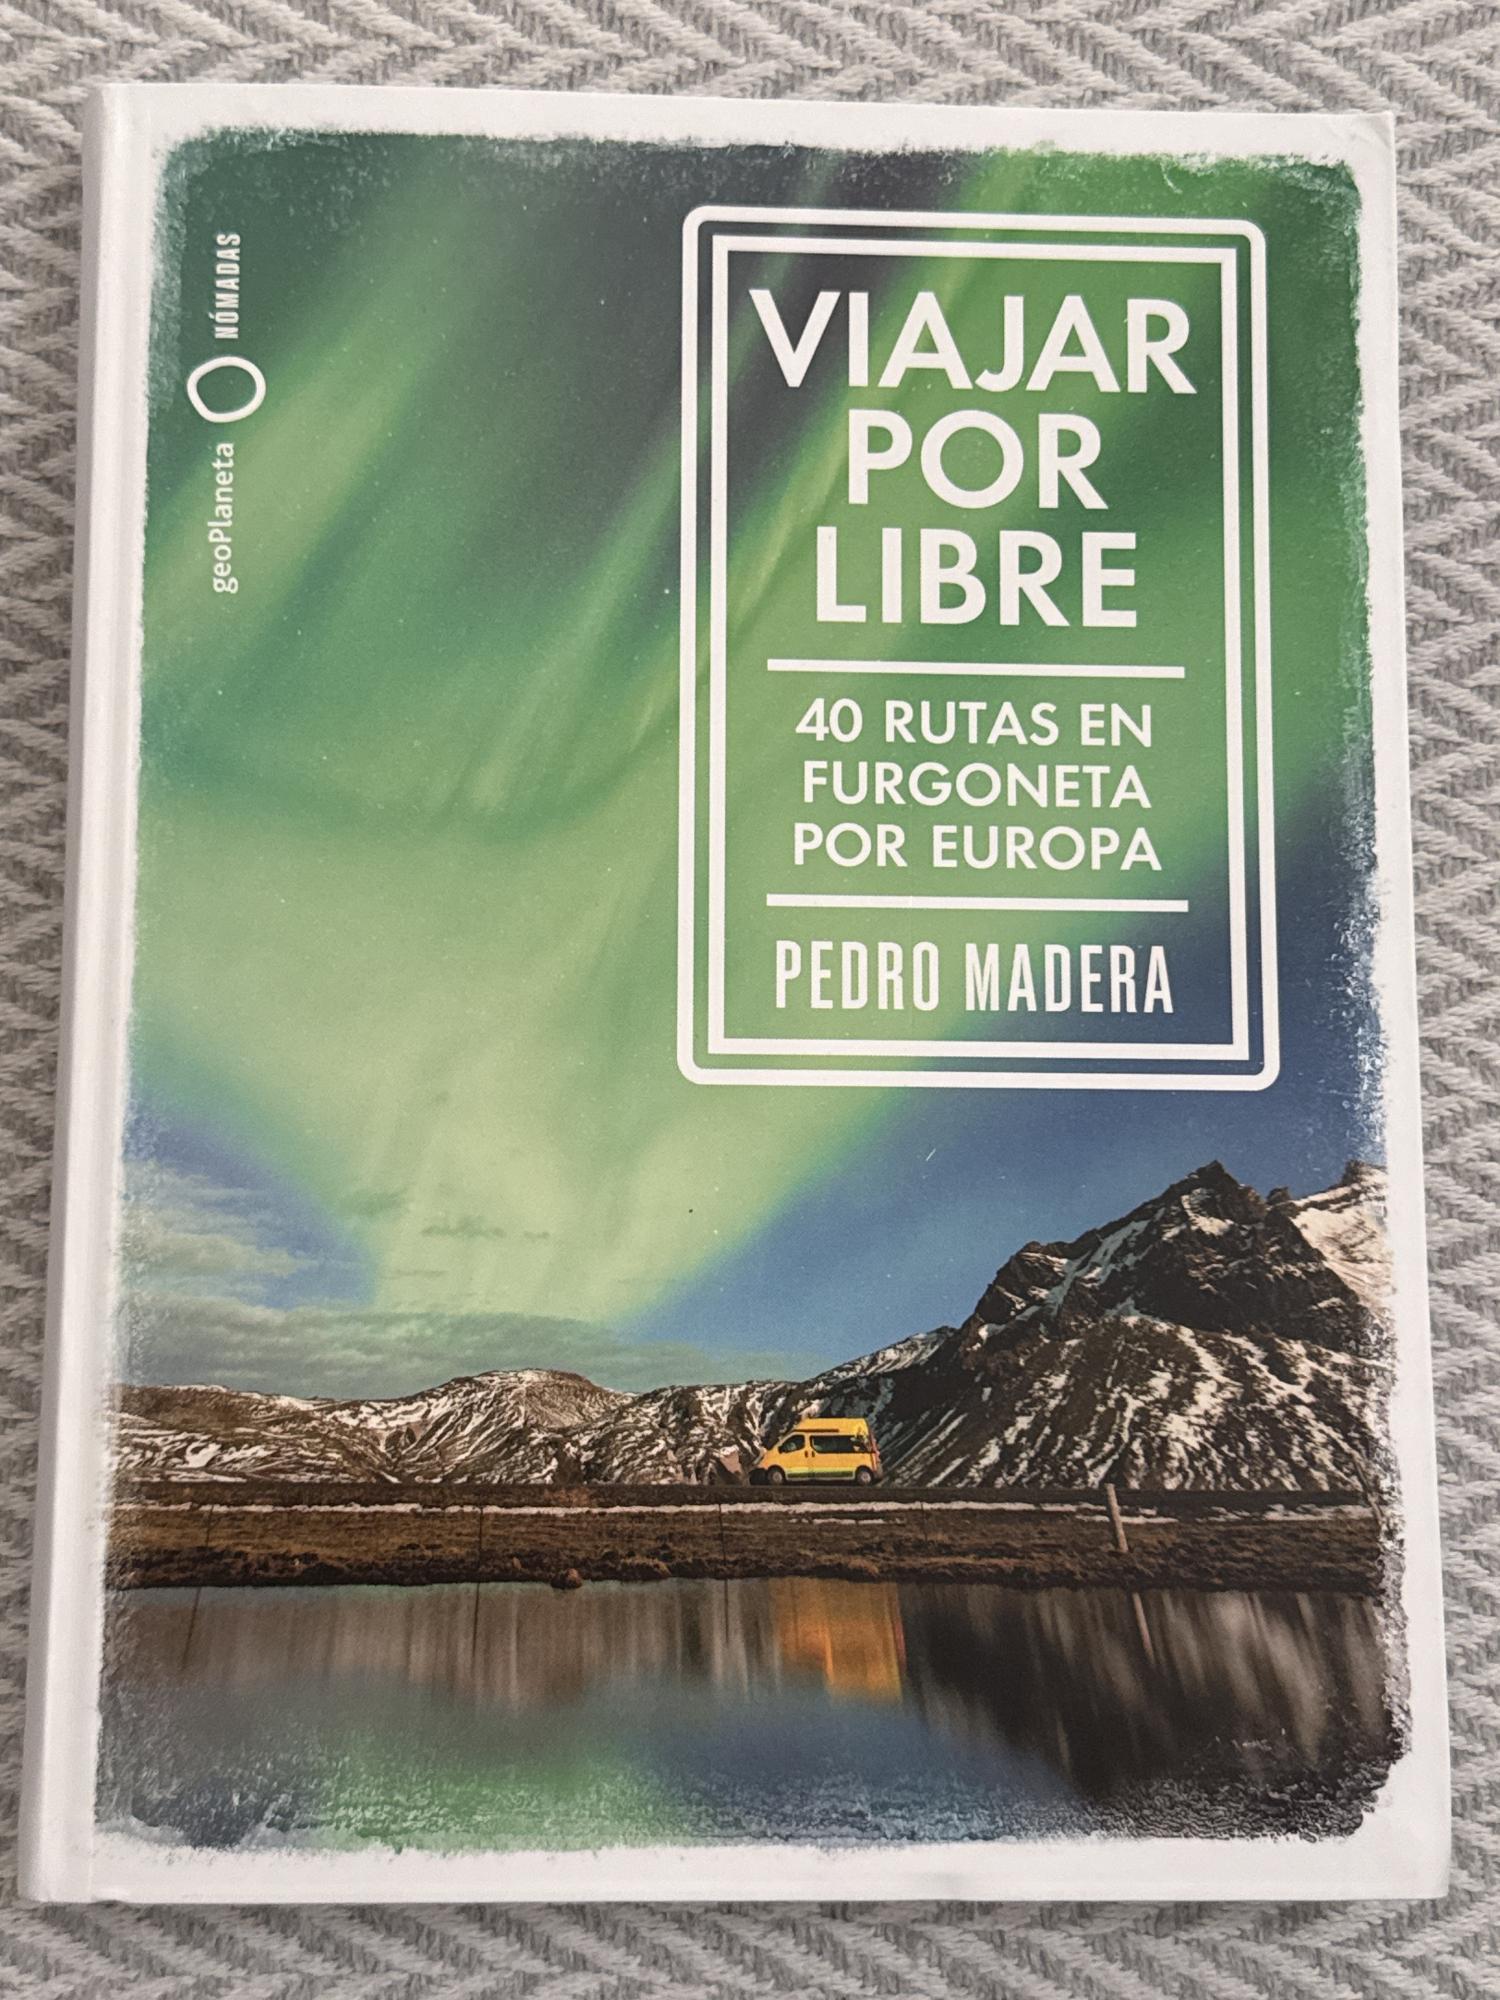 geoPlaneta NÓMADAS
VIAJAR
POR
LIBRE
40 RUTAS EN
FURGONETA
POR EUROPA
PEDRO MADERA